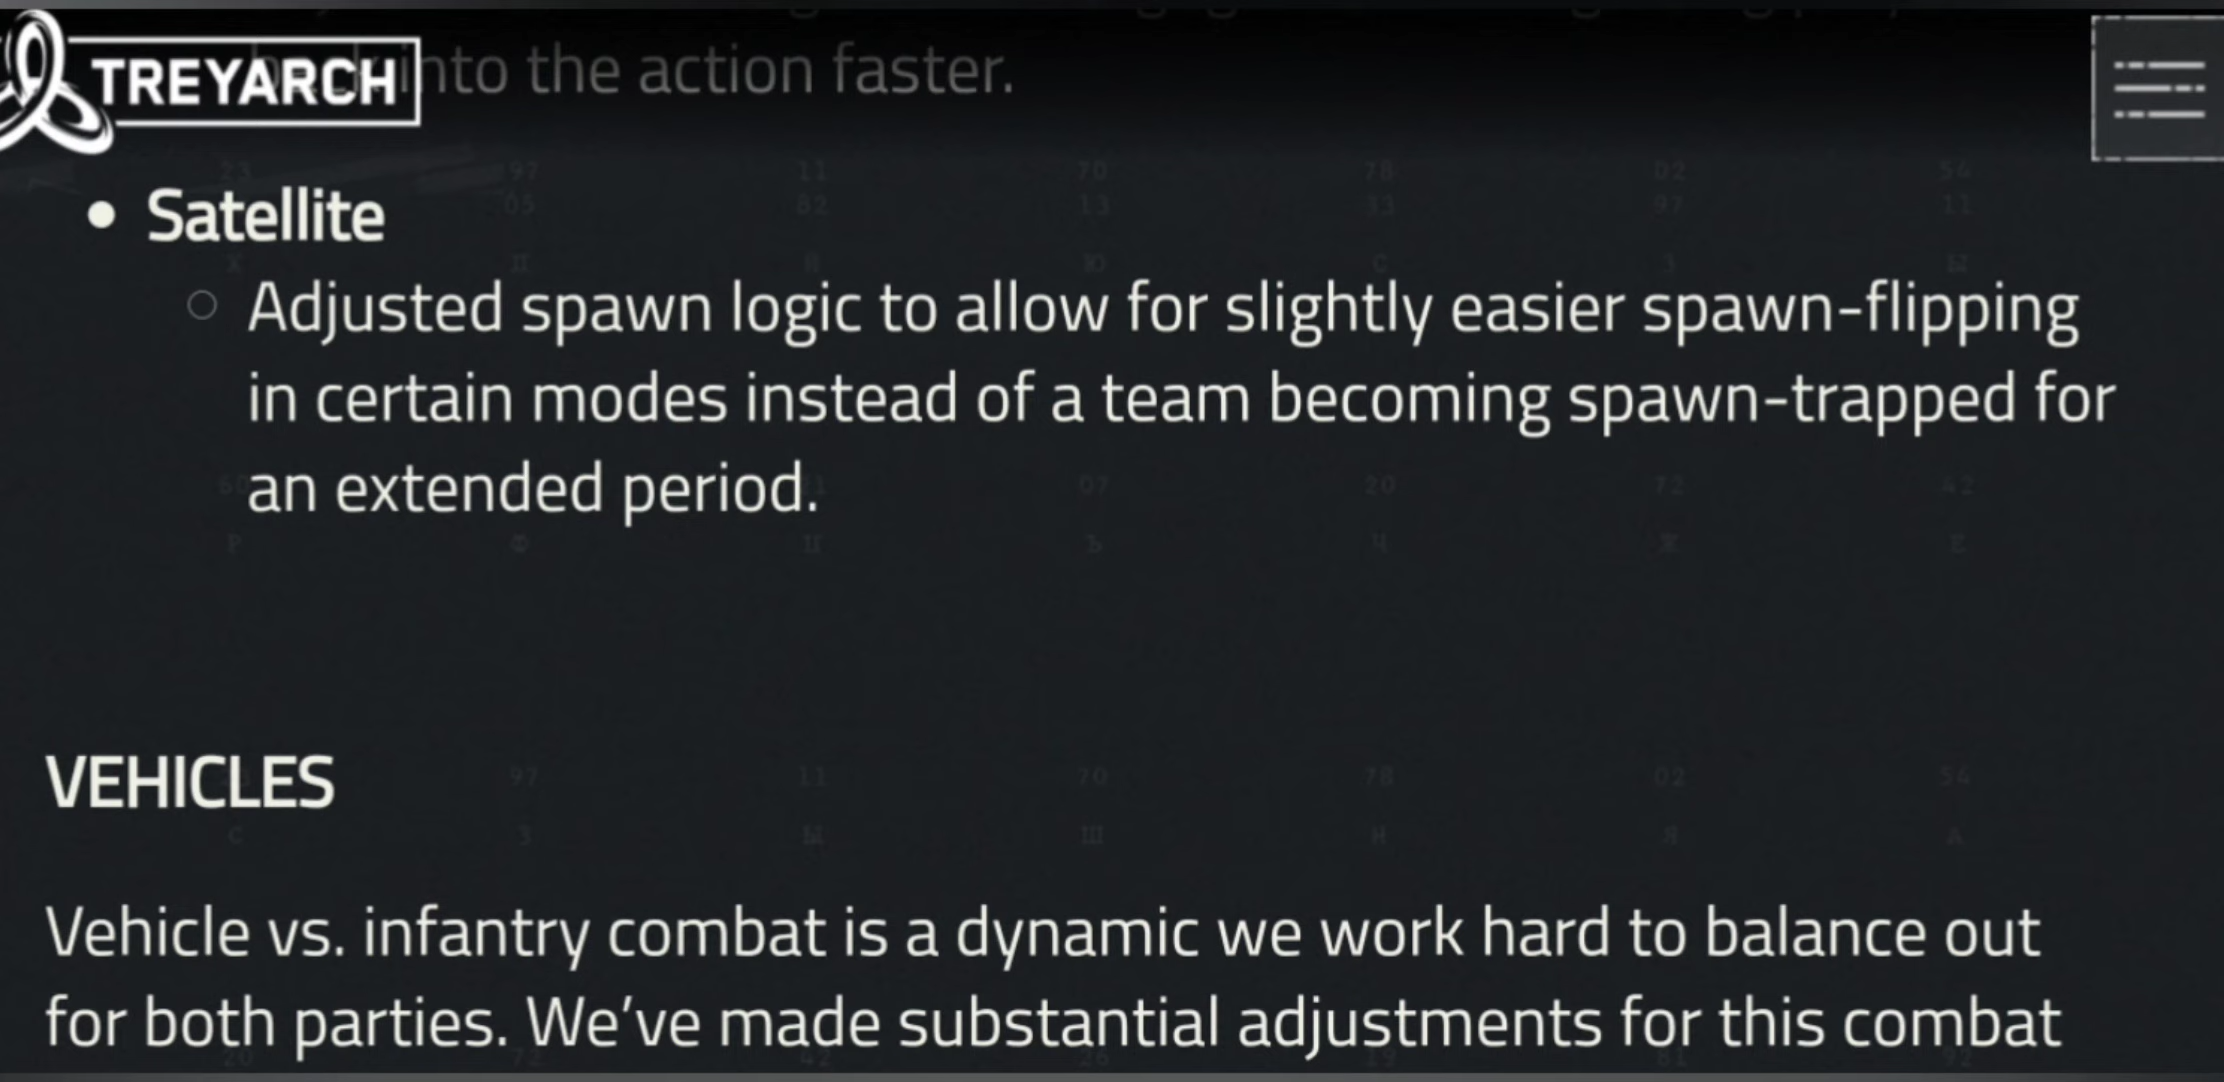 TREYARCH
into the action faster.
• Satellite
○ Adjusted spawn logic to allow for slightly easier spawn-flipping
in certain modes instead of a team becoming spawn-trapped for
an extended period.
VEHICLES
Vehicle vs. infantry combat is a dynamic we work hard to balance out
for both parties. We’ve made substantial adjustments for this combat